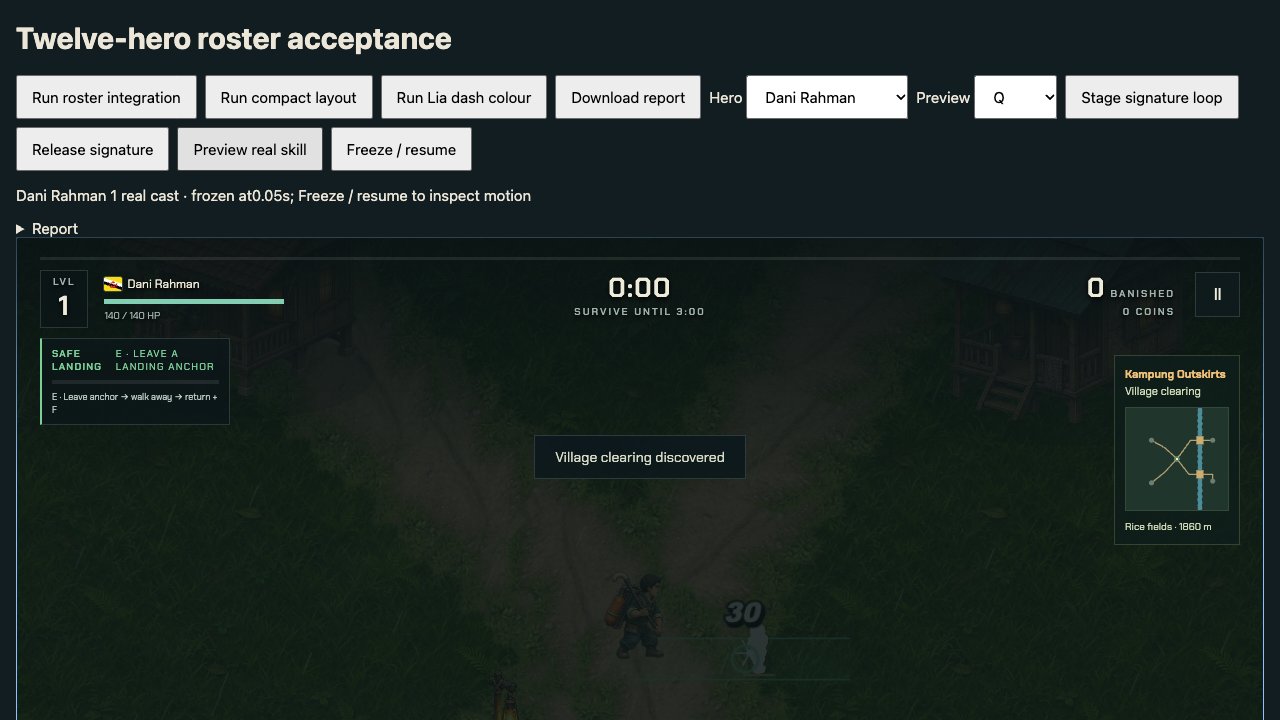 Twelve-hero roster acceptance
Run roster integration
Run compact layout
Run Lia dash colour
Download report
Hero
Dani Rahman
Preview
Q
Stage signature loop
Release signature
Preview real skill
Freeze / resume
Dani Rahman 1 real cast · frozen at0.05s; Freeze / resume to inspect motion
Report
LVL
1
Dani Rahman
140 / 140 HP
0:00
SURVIVE UNTIL 3:00
0 BANISHED
0 COINS
SAFE
LANDING
E · LEAVE A
LANDING ANCHOR
E · Leave anchor → walk away → return +
F
Kampung Outskirts
Village clearing
Rice fields · 1860 m
Village clearing discovered
30